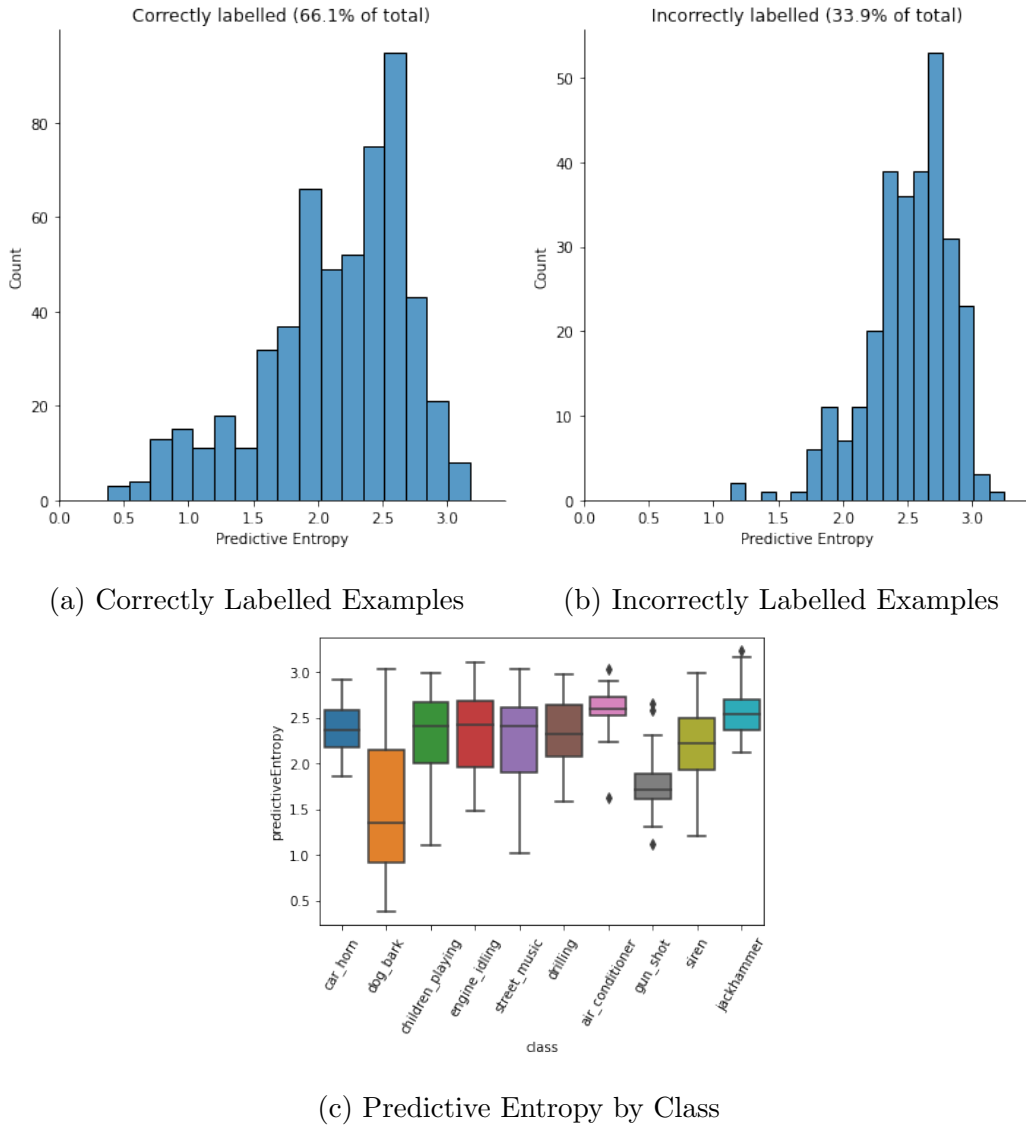 Correctly labelled (66.1% of total)
80
60
40
20
0
Count
0.0 0.5 1.0 1.5 2.0 2.5 3.0
Predictive Entropy
(a) Correctly Labelled Examples
Incorrectly labelled (33.9% of total)
50
40
30
20
10
0
Count
0.0 0.5 1.0 1.5 2.0 2.5 3.0
Predictive Entropy
(b) Incorrectly Labelled Examples
3.0
2.5
2.0
1.5
1.0
0.5
predictiveEntropy
car_horn
dog_bark
children_playing
engine_idling
street_music
drilling
air_conditioner
gun_shot
siren
jackhammer
class
(c) Predictive Entropy by Class